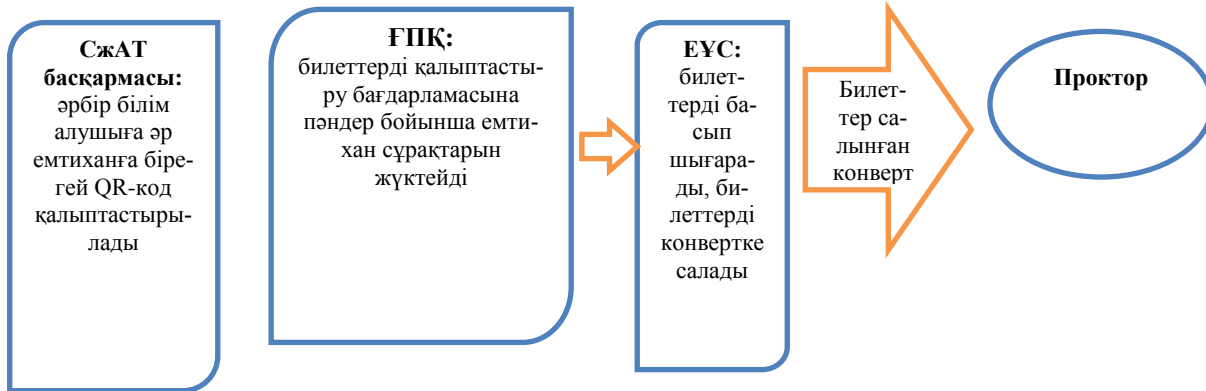 СжАТ
басқармасы:
әрбір білім
алушыға әр
емтиханға біре-
гей QR-код
қалыптастыры-
лады
ҒПҚ:
билеттерді қалыптасты-
ру бағдарламасына
пәндер бойынша емти-
хан сұрақтарын
жүктейді
ЕҰС:
билет-
терді ба-
сып
шығара-
ды, би-
леттерді
конвертке
салады
Билет-
тер са-
лынған
конверт
Проктор